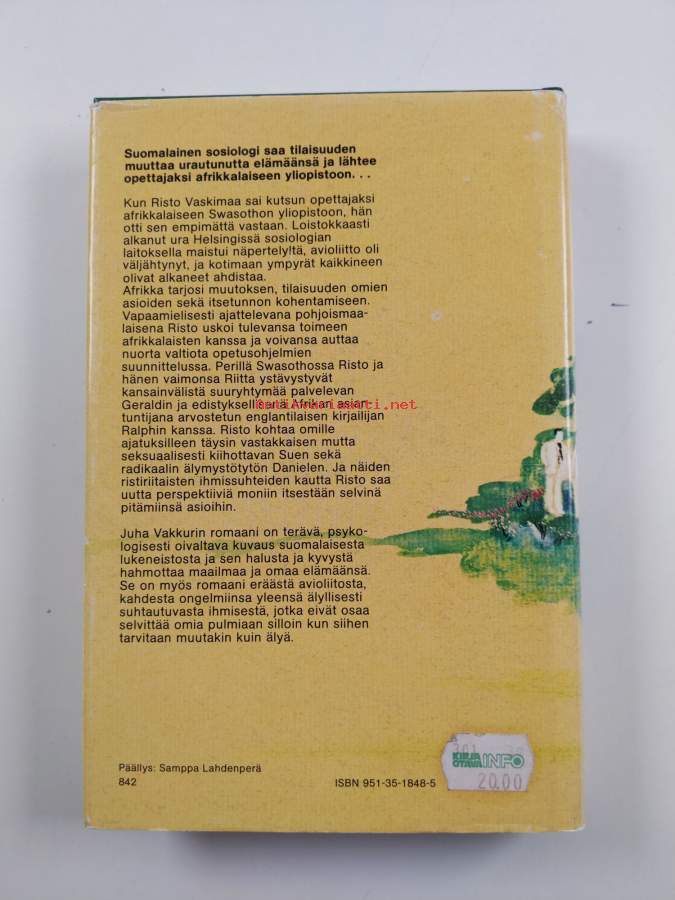 Suomalainen sosiologi saa tilaisuuden
muuttaa urautunutta elämäänsä ja lähtee
opettajaksi afrikkalaiseen yliopistoon. . .
Kun Risto Vaskimaa sai kutsun opettajaksi
afrikkalaiseen Swasothon yliopistoon, hän
otti sen empimättä vastaan. Loistokkaasti
alkanut ura Helsingissä sosiologian
laitoksella maistui näpertelyltä, avioliitto oli
väljähtynyt, ja kotimaan ympyrät kaikkineen
olivat alkaneet ahdistaa.
Afrikka tarjosi muutoksen, tilaisuuden omien
asioiden sekä itsetunnon kohentamiseen.
Vapaamielisesti ajattelevana pohjoismaa-
laisena Risto uskoi tulevansa toimeen
afrikkalaisten kanssa ja voivansa auttaa
nuorta valtiota opetusohjelmien
suunnittelussa. Perillä Swasothossa Risto ja
hänen vaimonsa Riitta ystävystyvät
kansainvälistä suuryhtymää palvelevan
Geraldin ja edistyksellisenä Afrikan asian-
tuntijana arvostetun englantilaisen kirjailijan
Ralphin kanssa. Risto kohtaa omille
ajatuksilleen täysin vastakkaisen mutta
seksuaalisesti kiihottavan Suen sekä
radikaalin älymystötytön Danielen. Ja näiden
ristiriitaisten ihmissuhteiden kautta Risto saa
uutta perspektiiviä moniin itsestään selvinä
pitämiinsä asioihin.
Juha Vakkurin romaani on terävä, psyko-
logisesti oivaltava kuvaus suomalaisesta
lukeneistosta ja sen halusta ja kyvystä
hahmottaa maailmaa ja omaa elämäänsä.
Se on myös romaani eräästä avioliitosta,
kahdesta ongelmiinsa yleensä älyllisesti
suhtautuvasta ihmisestä, jotka eivät osaa
selvittää omia pulmiaan silloin kun siihen
tarvitaan muutakin kuin älyä.
Päällys: Samppa Lahdenperä
842
ISBN 951-35-1848-5
KIRJA
OTAVA INFO
20.00